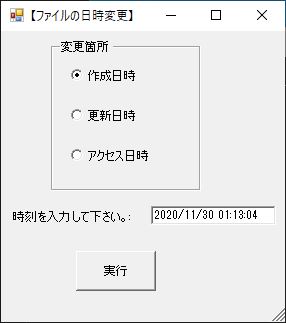 【ファイルの日時変更】
変更箇所
作成日時
更新日時
アクセス日時
時刻を入力して下さい。:
2020/11/30 01:13:04
実行